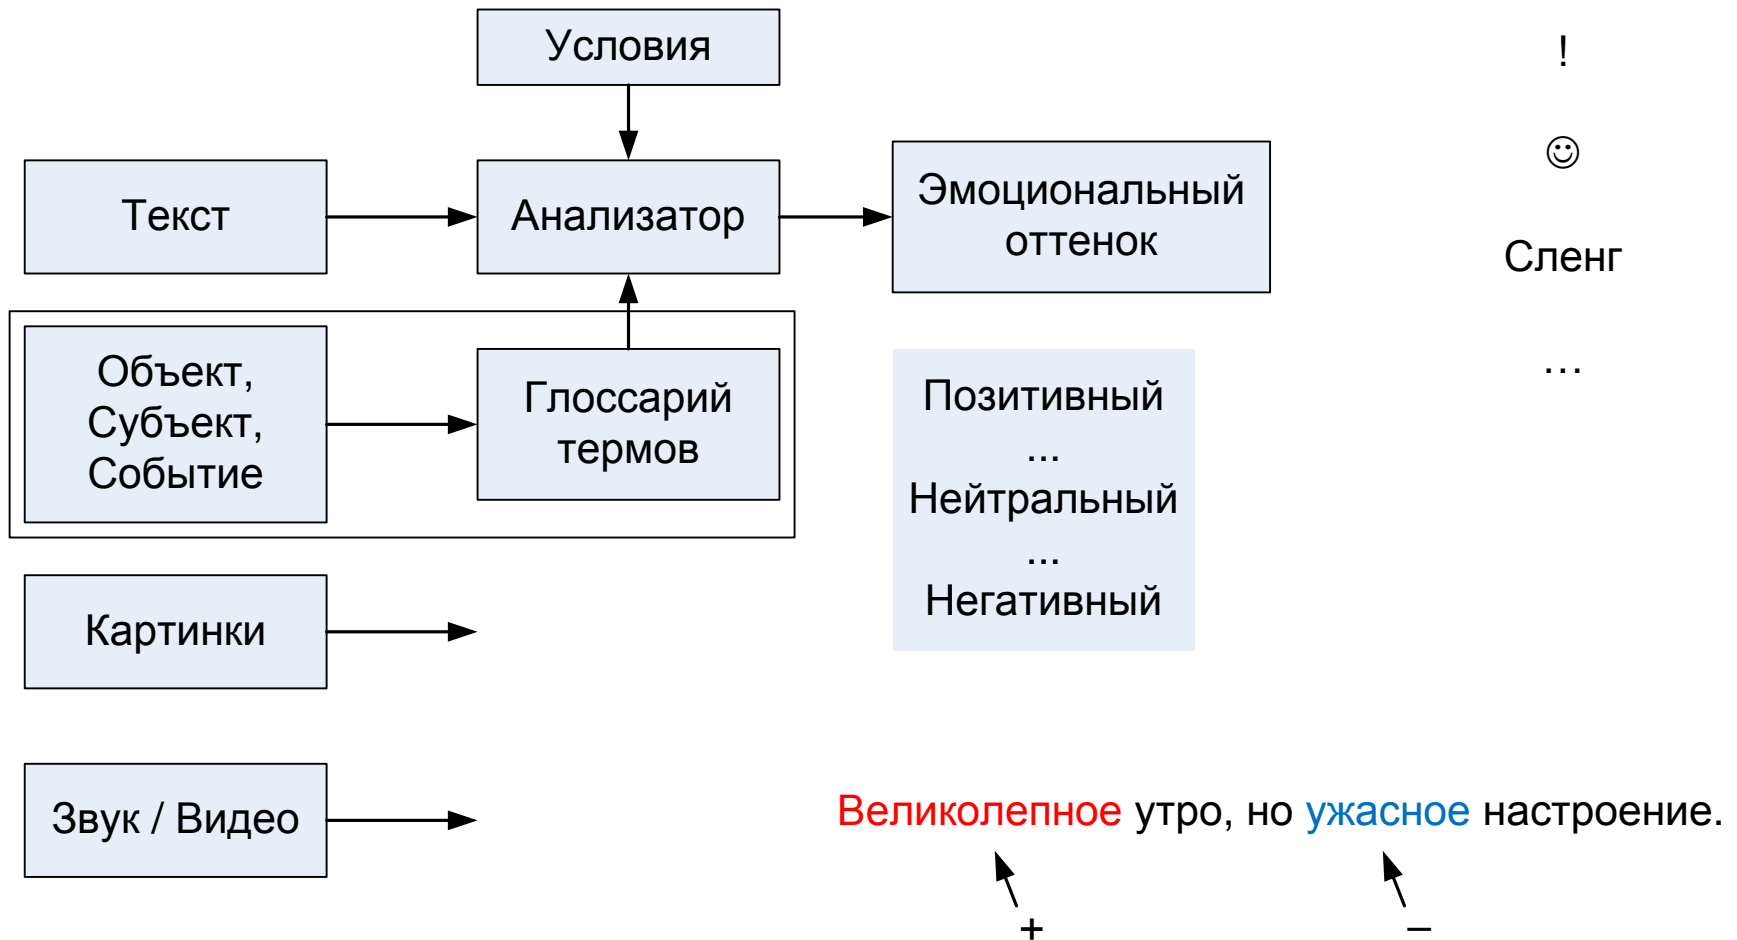 Условия
!
☺
Текст
Анализатор
Эмоциональный
оттенок
Сленг
Объект,
Субъект,
Событие
Глоссарий
термов
Позитивный
...
Нейтральный
...
Негативный
…
Картинки
Звук / Видео
Великолепное утро, но ужасное настроение.
+
–